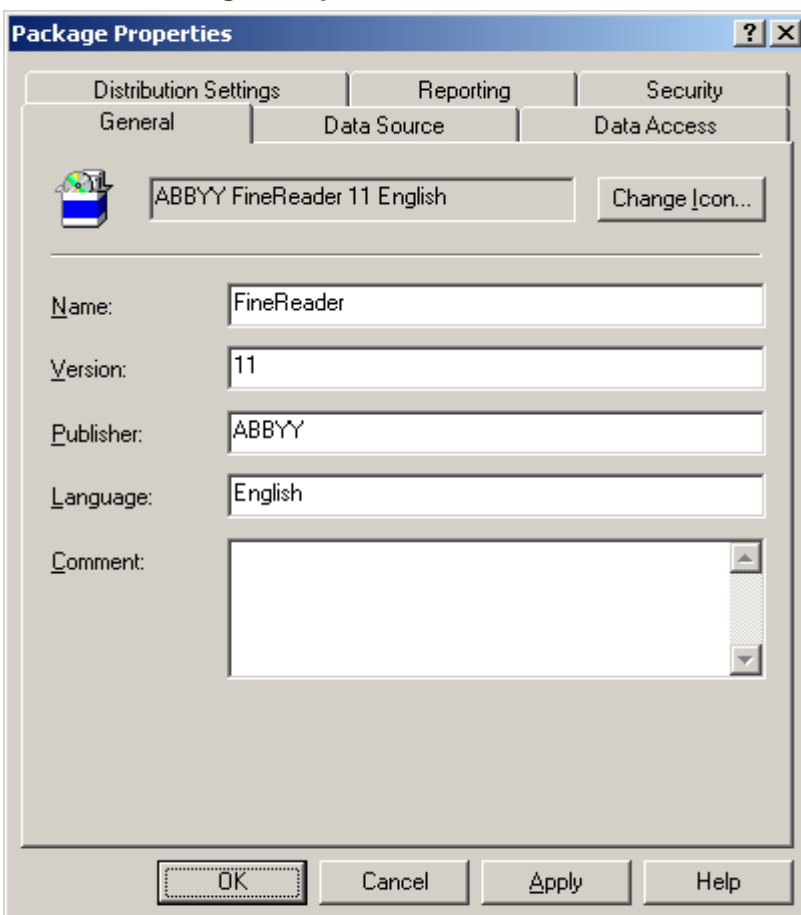 Package Properties
Distribution Settings Reporting Security
General Data Source Data Access
ABBYY FineReader 11 English Change Icon...
Name: FineReader
Version: 11
Publisher: ABBYY
Language: English
Comment:
OK Cancel Apply Help